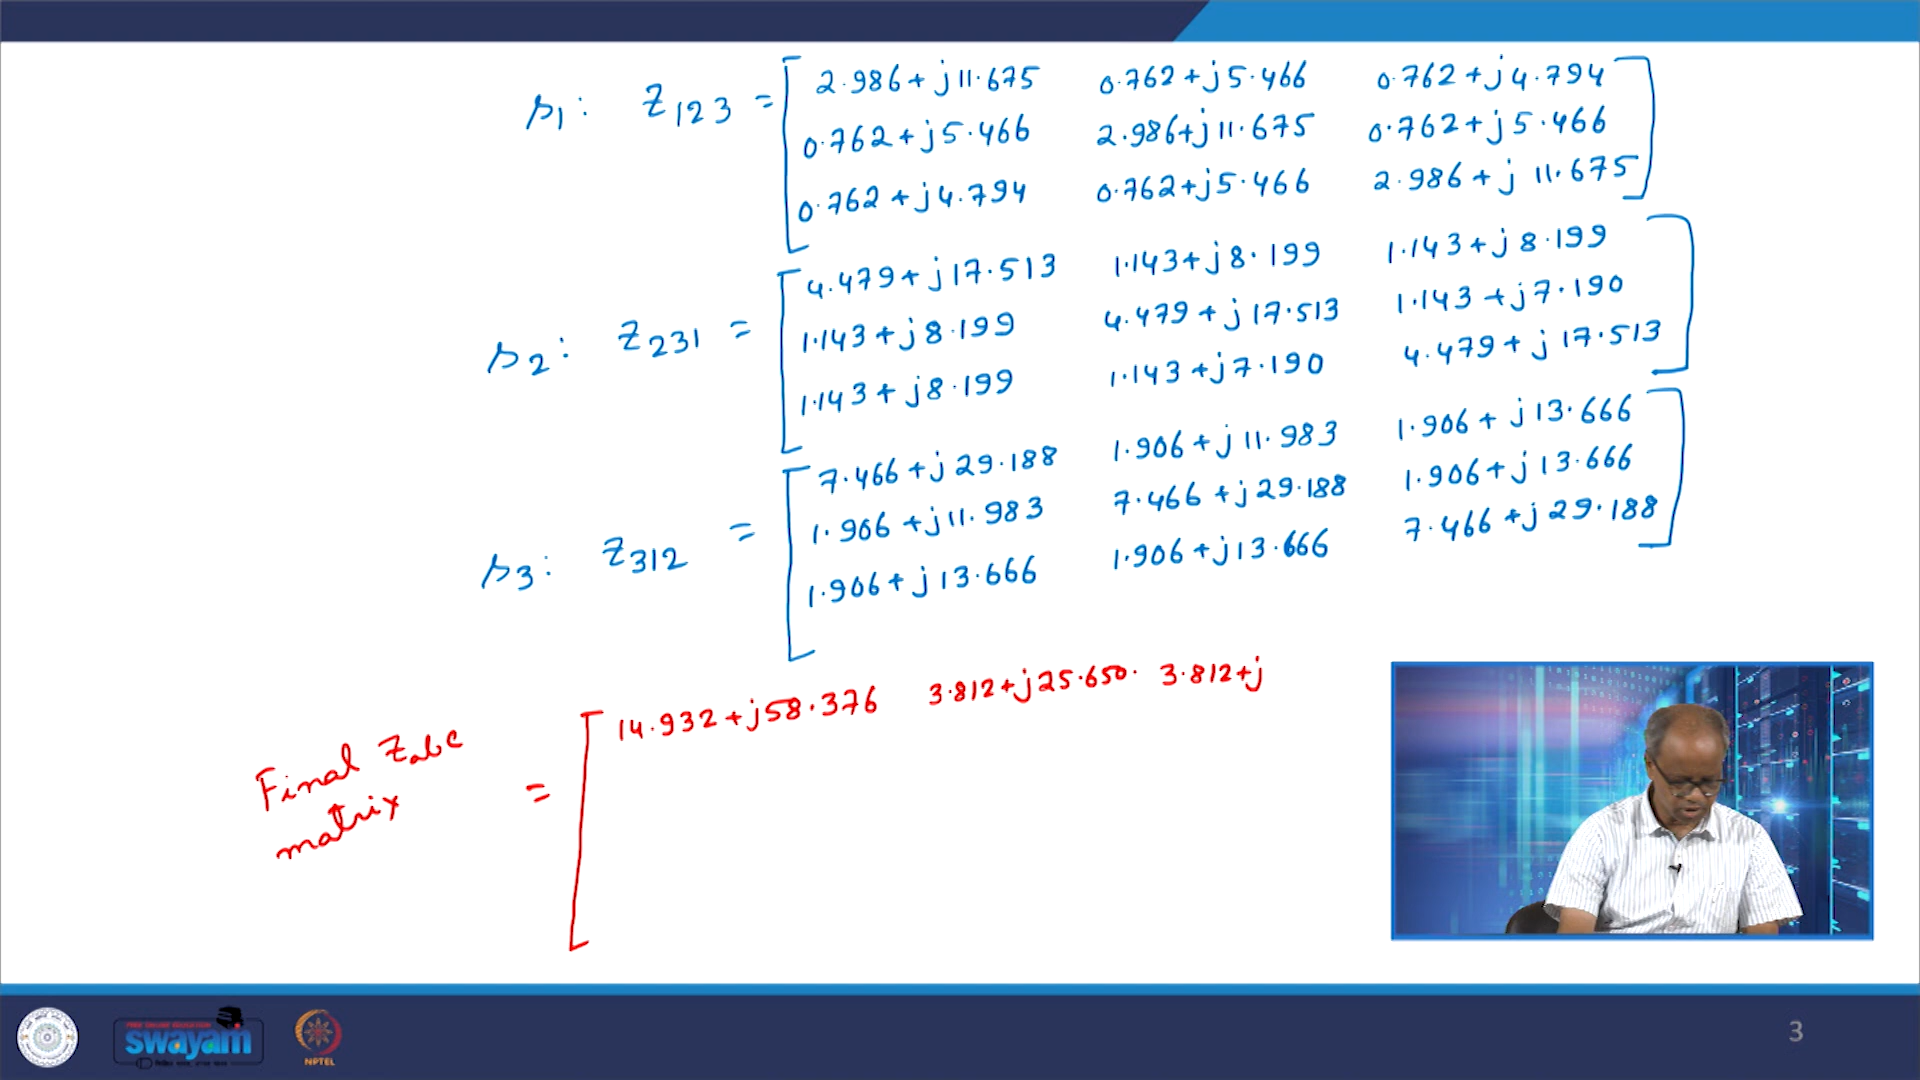 s1: Z123 = [ 2.986+j11.675 0.762+j5.466 0.762+j4.794 ]
0.762+j5.466 2.986+j11.675 0.762+j5.466
0.762+j4.794 0.762+j5.466 2.986+j11.675
s2: Z231 = [ 4.479+j17.513 1.143+j8.199 1.143+j8.199 ]
1.143+j8.199 4.479+j17.513 1.143+j7.190
1.143+j8.199 1.143+j7.190 4.479+j17.513
s3: Z312 = [ 7.466+j29.188 1.906+j11.983 1.906+j13.666 ]
1.906+j11.983 7.466+j29.188 1.906+j13.666
1.906+j13.666 1.906+j13.666 7.466+j29.188
Final Zabc matrix = [ 14.932+j58.376 3.812+j25.650. 3.812+j
swayam
NPTEL
3